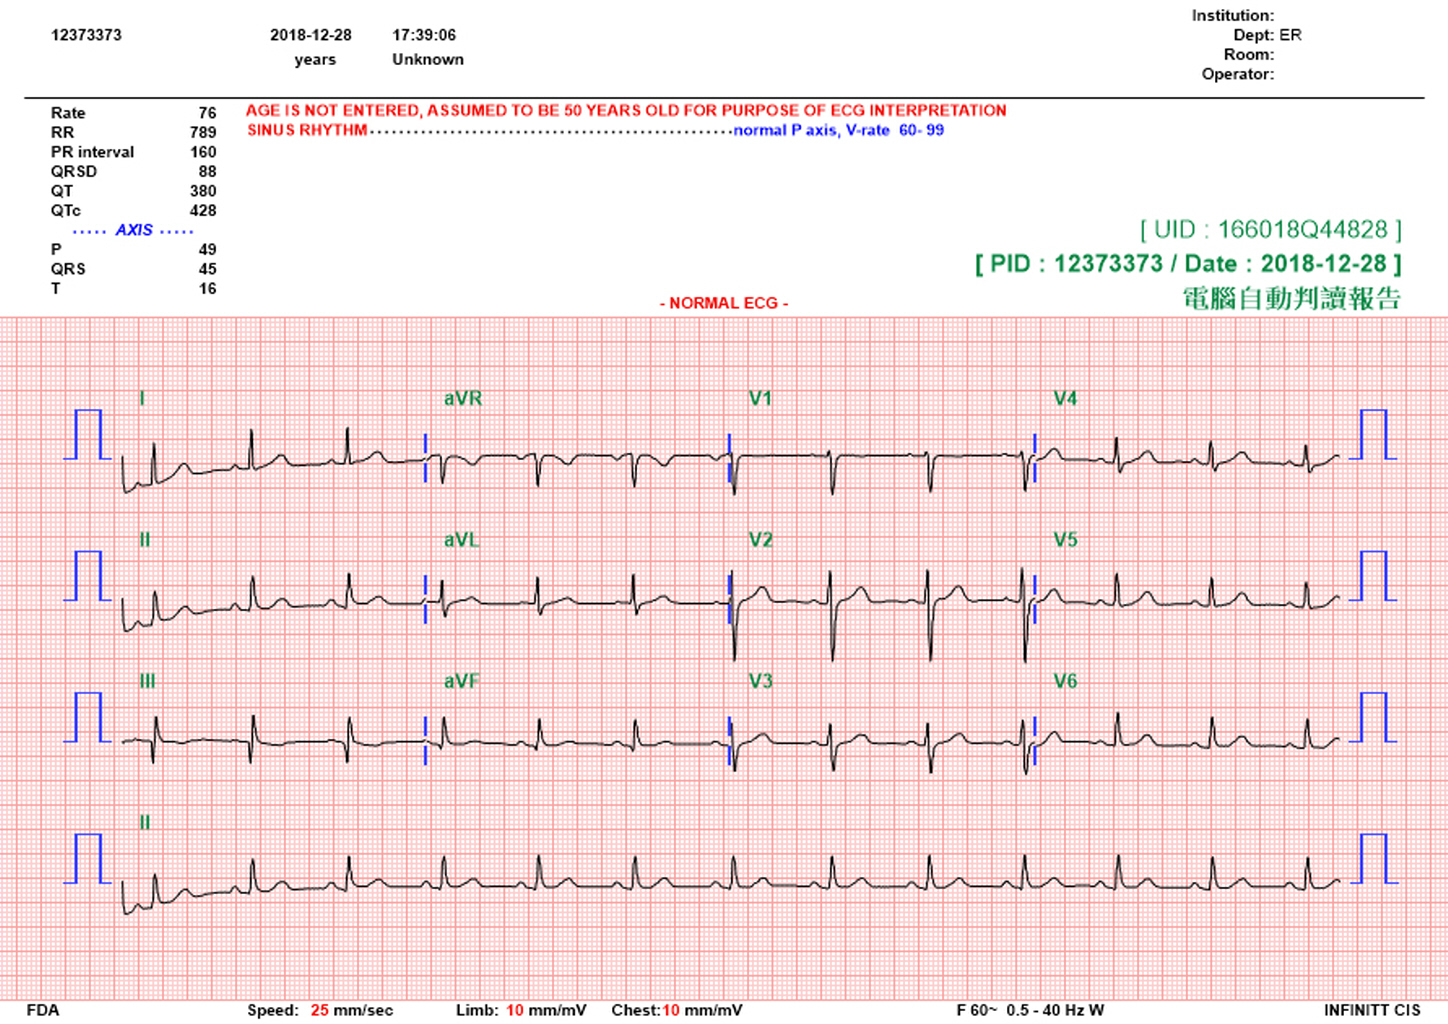 Institution:
12373373 2018-12-28 17:39:06 Dept: ER
years Unknown Room:
Operator:
Rate 76 AGE IS NOT ENTERED, ASSUMED TO BE 50 YEARS OLD FOR PURPOSE OF ECG INTERPRETATION
RR 789 SINUS RHYTHM........................................normal P axis, V-rate 60- 99
PR interval 160
QRSD 88
QT 380
QTc 428
..... AXIS .....
P 49
QRS 45
T 16
[ UID : 166018Q44828 ]
[ PID : 12373373 / Date : 2018-12-28 ]
電腦自動判讀報告
- NORMAL ECG -
I aVR V1 V4
II aVL V2 V5
III aVF V3 V6
II
FDA Speed: 25 mm/sec Limb: 10 mm/mV Chest:10 mm/mV F 60~ 0.5 - 40 Hz W INFINITT CIS